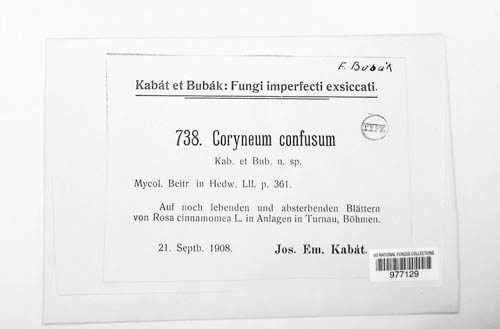 F. Bubák
Kabát et Bubák: Fungi imperfecti exsiccati.
TYPE
738. Coryneum confusum
Kab. et Bub. n. sp.
Mycol. Beitr. in Hedw. LII. p. 361.
Auf noch lebenden und absterbenden Blättern
von Rosa cinnamomea L. in Anlagen in Turnau, Böhmen.
21. Septb. 1908. Jos. Em. Kabát.
US NATIONAL FUNGUS COLLECTIONS
977129